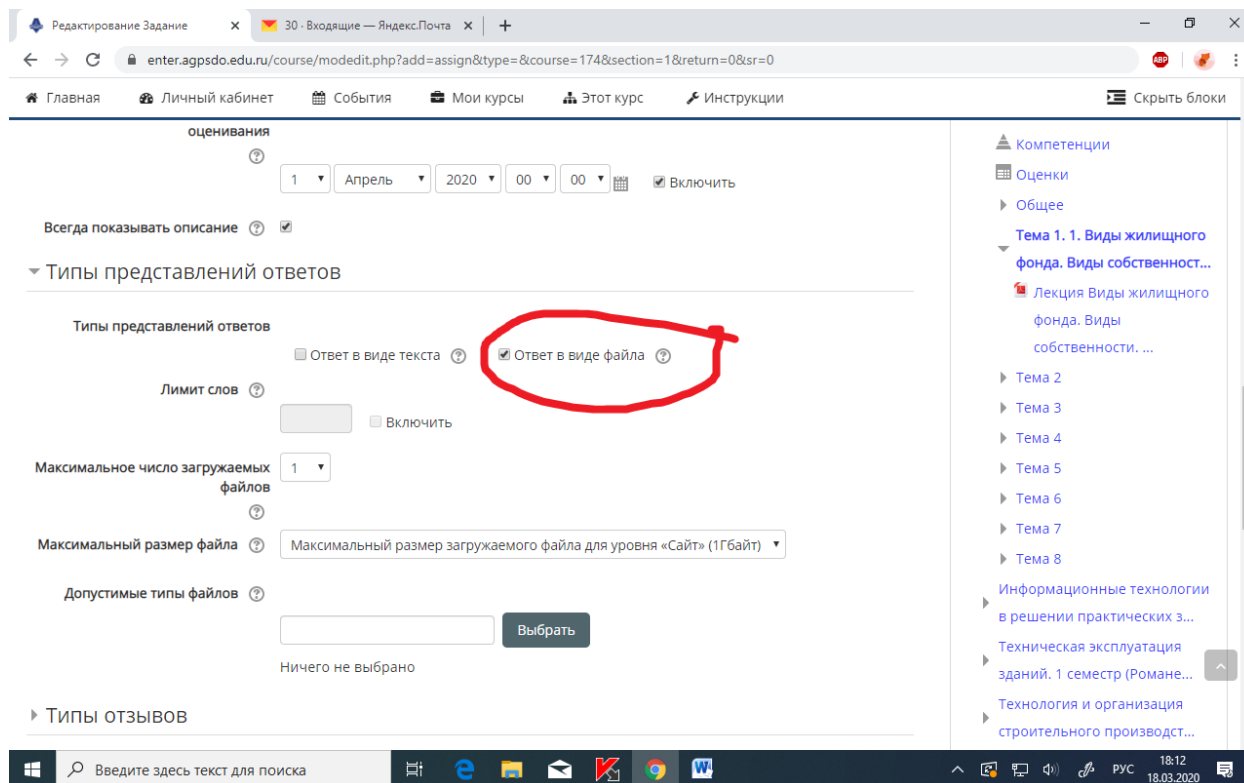 Редактирование Задание
30 · Входящие — Яндекс.Почта
enter.agpsdo.edu.ru/course/modedit.php?add=assign&type=&course=174&section=1&return=0&sr=0
ABP
Главная Личный кабинет События Мои курсы Этот курс Инструкции Скрыть блоки
оценивания
1 Апрель 2020 00 00 Включить
Всегда показывать описание
Типы представлений ответов
Типы представлений ответов
Ответ в виде текста Ответ в виде файла
Лимит слов
Включить
Максимальное число загружаемых 1
файлов
Максимальный размер файла Максимальный размер загружаемого файла для уровня «Сайт» (1Гбайт)
Допустимые типы файлов
Выбрать
Ничего не выбрано
Типы отзывов
Компетенции
Оценки
Общее
Тема 1. 1. Виды жилищного
фонда. Виды собственност...
Лекция Виды жилищного
фонда. Виды
собственности. ...
Тема 2
Тема 3
Тема 4
Тема 5
Тема 6
Тема 7
Тема 8
Информационные технологии
в решении практических з...
Техническая эксплуатация
зданий. 1 семестр (Романе...
Технология и организация
строительного производст...
Введите здесь текст для поиска
РУС
18:12
18.03.2020